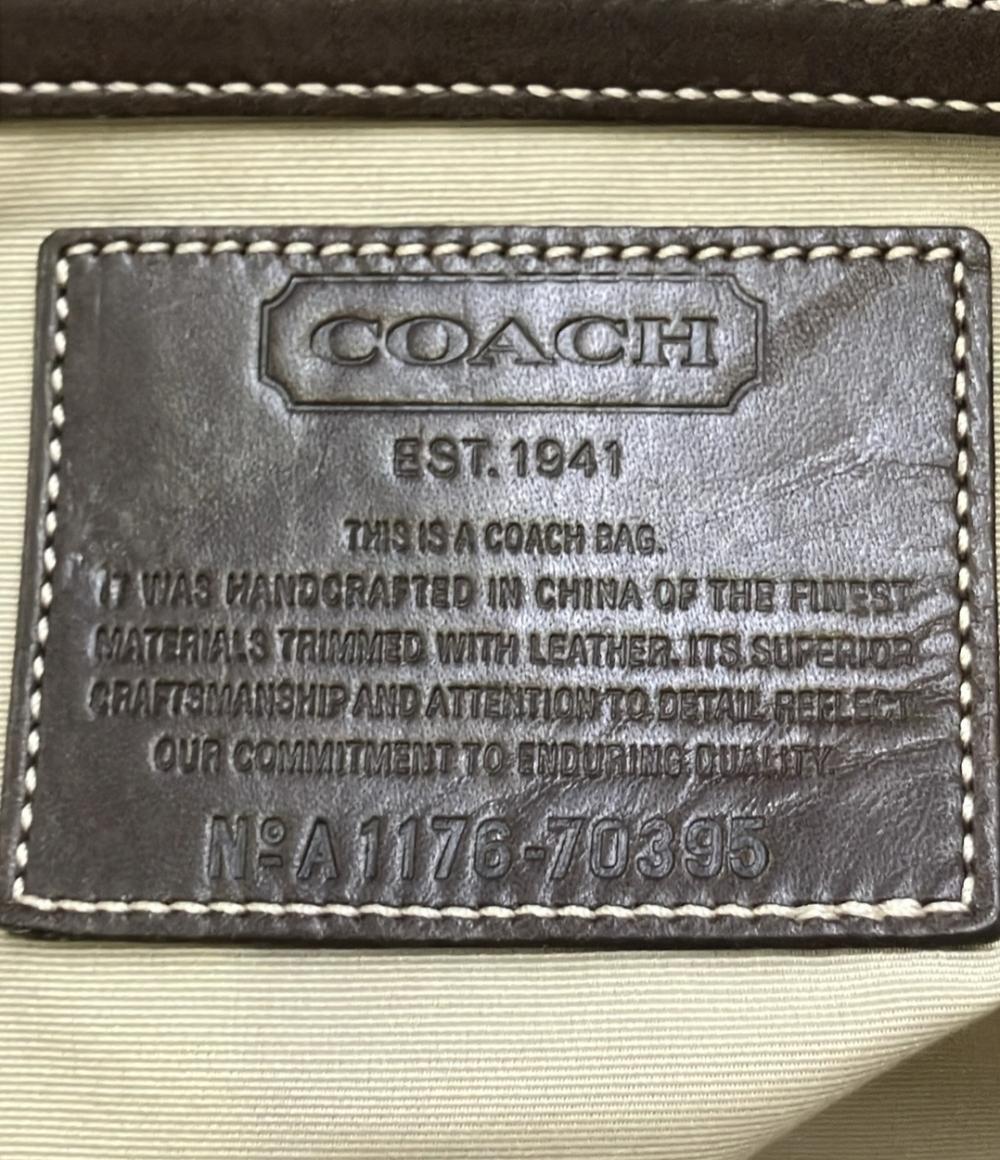 COACH
EST. 1941
THIS IS A COACH BAG.
IT WAS HANDCRAFTED IN CHINA OF THE FINEST
MATERIALS TRIMMED WITH LEATHER. ITS SUPERIOR
CRAFTSMANSHIP AND ATTENTION TO DETAIL REFLECT
OUR COMMITMENT TO ENDURING QUALITY.
Nº A1176-70395